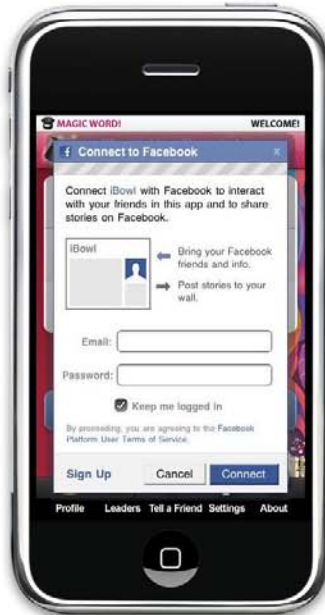 MAGIC WORD! WELCOME!
f Connect to Facebook x
Connect iBowl with Facebook to interact
with your friends in this app and to share
stories on Facebook.
iBowl
Bring your Facebook
friends and info.
Post stories to your
wall.
Email:
Password:
Keep me logged in
By proceeding, you are agreeing to the Facebook
Platform User Terms of Service.
Sign Up Cancel Connect
Profile Leaders Tell a Friend Settings About